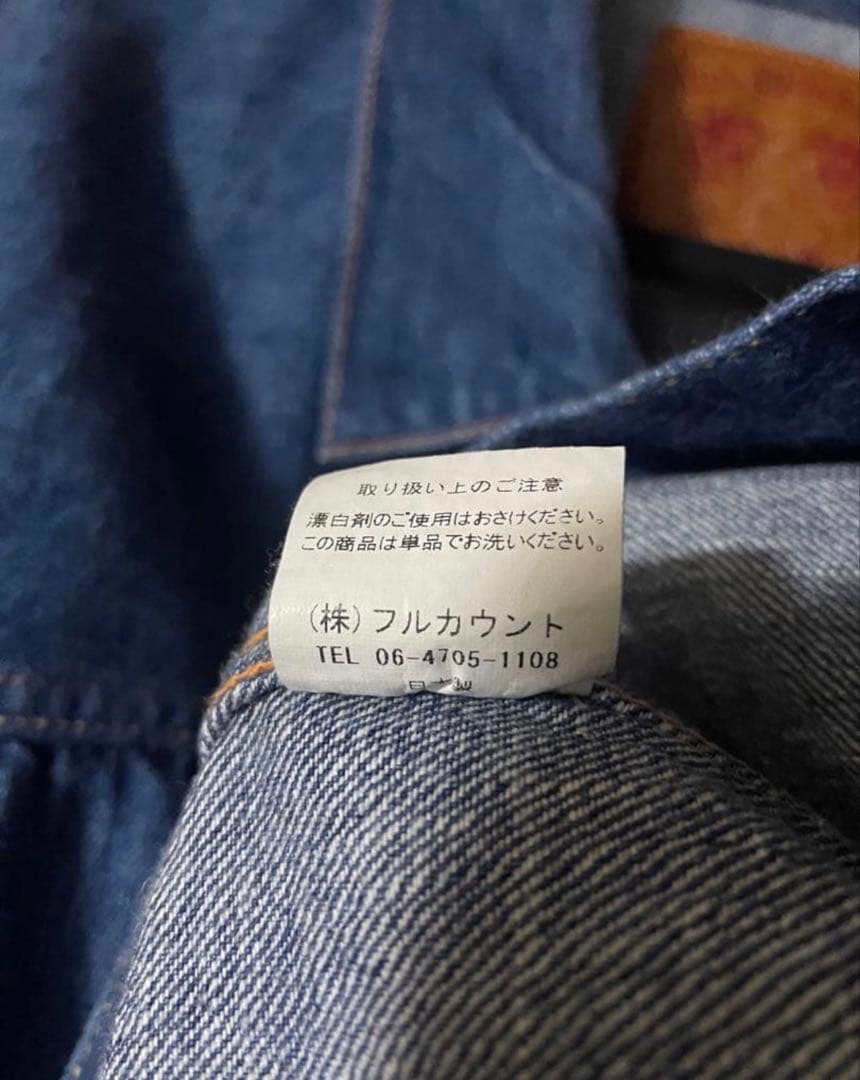 取り扱い上のご注意
漂白剤のご使用はおさけください。
この商品は単品でお洗いください。
(株)フルカウント
TEL 06-4705-1108